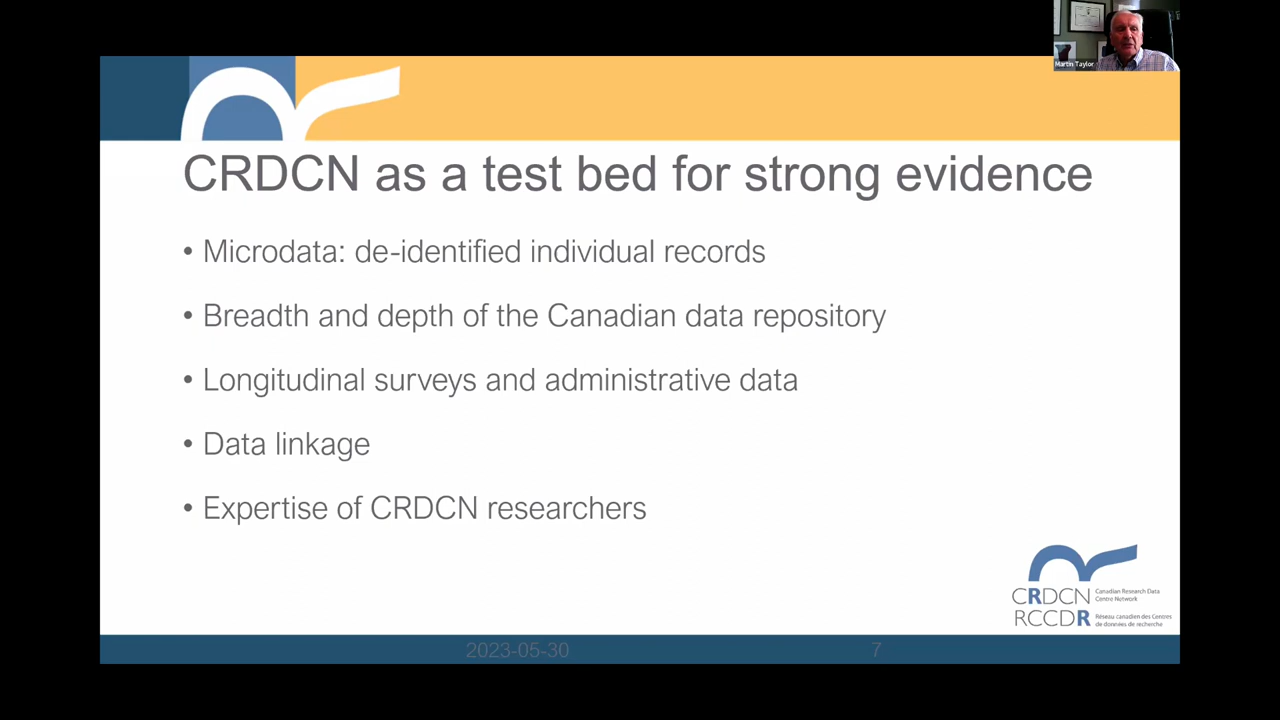 Martin Taylor
CRDCN as a test bed for strong evidence
• Microdata: de-identified individual records
• Breadth and depth of the Canadian data repository
• Longitudinal surveys and administrative data
• Data linkage
• Expertise of CRDCN researchers
CRDCN Canadian Research Data
Centre Network
RCCDR Réseau canadien des Centres
de données de recherche
2023-05-30 7